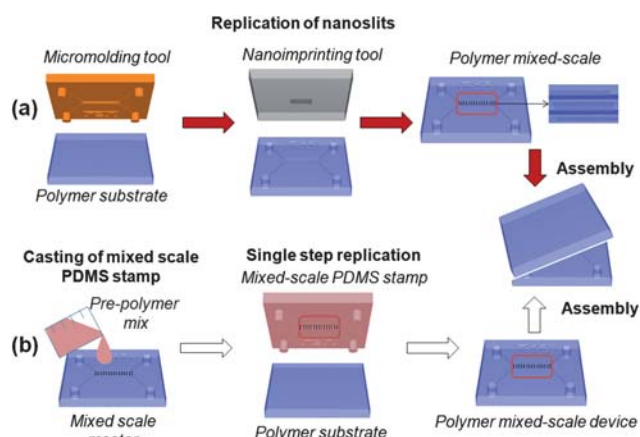 Replication of nanoslits
Micromolding tool
Nanoimprinting tool
Polymer mixed-scale
(a)
Polymer substrate
Assembly
Casting of mixed scale
PDMS stamp
Single step replication
Mixed-scale PDMS stamp
Pre-polymer
mix
Assembly
(b)
Mixed scale
Polymer substrate
Polymer mixed-scale device